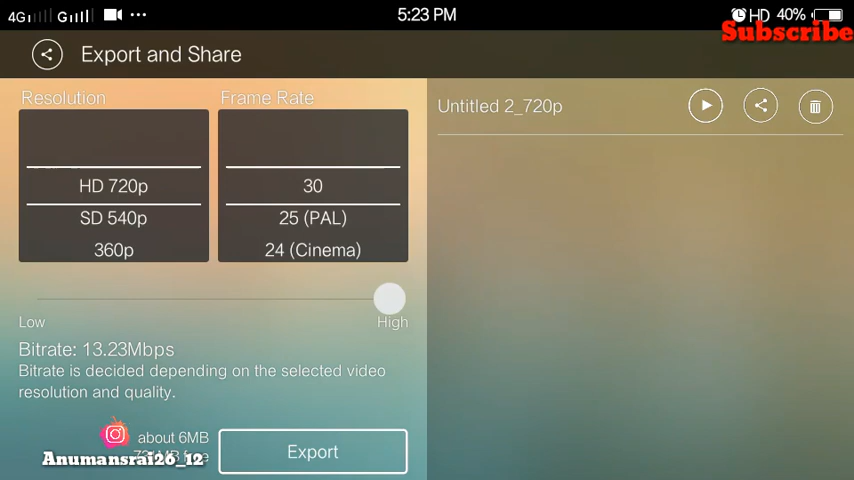 4G G 5:23 PM HD 40%
Subscribe
Export and Share
Resolution Frame Rate
HD 720p 30
SD 540p 25 (PAL)
360p 24 (Cinema)
Untitled 2_720p
Low High
Bitrate: 13.23Mbps
Bitrate is decided depending on the selected video
resolution and quality.
about 6MB
Anumansrai26_12
Export